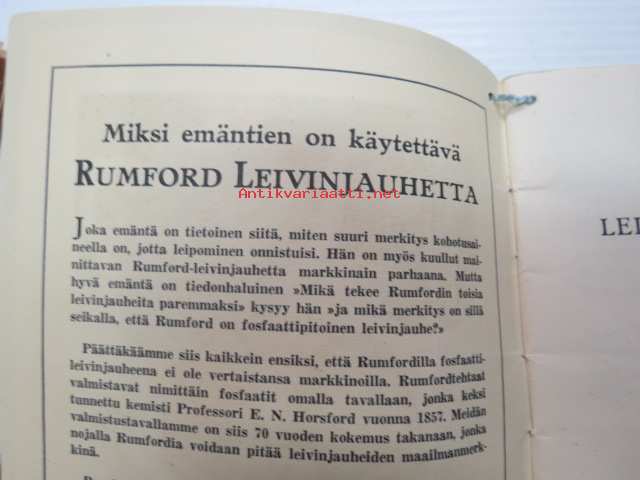 Miksi emäntien on käytettävä
RUMFORD LEIVINJAUHETTA
Antikvariaatti.net
Joka emäntä on tietoinen siitä, miten suuri merkitys kohotusai-
neella on, jotta leipominen onnistuisi. Hän on myös kuullut mai-
nittavan Rumford-leivinjauhetta markkinain parhaana. Mutta
hyvä emäntä on tiedonhaluinen »Mikä tekee Rumfordin toisia
leivinjauheita paremmaksi» kysyy hän »ja mikä merkitys on sillä
seikalla, että Rumford on fosfaattipitoinen leivinjauhe?»
Päättäkäämme siis kaikkein ensiksi, että Rumfordilla fosfaatti-
leivinjauheena ei ole vertaistansa markkinoilla. Rumfordtehtaat
valmistavat nimittäin fosfaatit omalla tavallaan, jonka keksi
tunnettu kemisti Professori E. N. Horsford vuonna 1857. Meidän
valmistustavallamme on siis 70 vuoden kokemus takanaan, jonka
nojalla Rumfordia voidaan pitää leivinjauheiden maailmanmerk-
kinä.
LEI